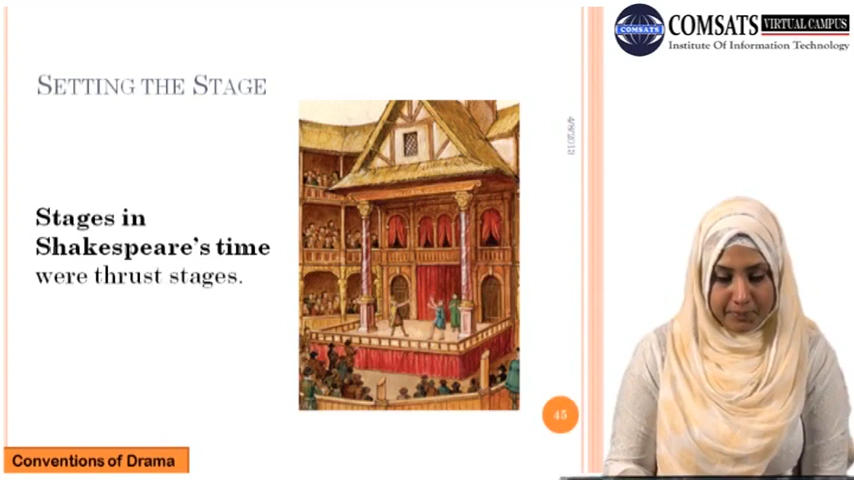 COMSATS VIRTUAL CAMPUS
COMSATS
Institute Of Information Technology
SETTING THE STAGE
Stages in
Shakespeare's time
were thrust stages.
45
Conventions of Drama